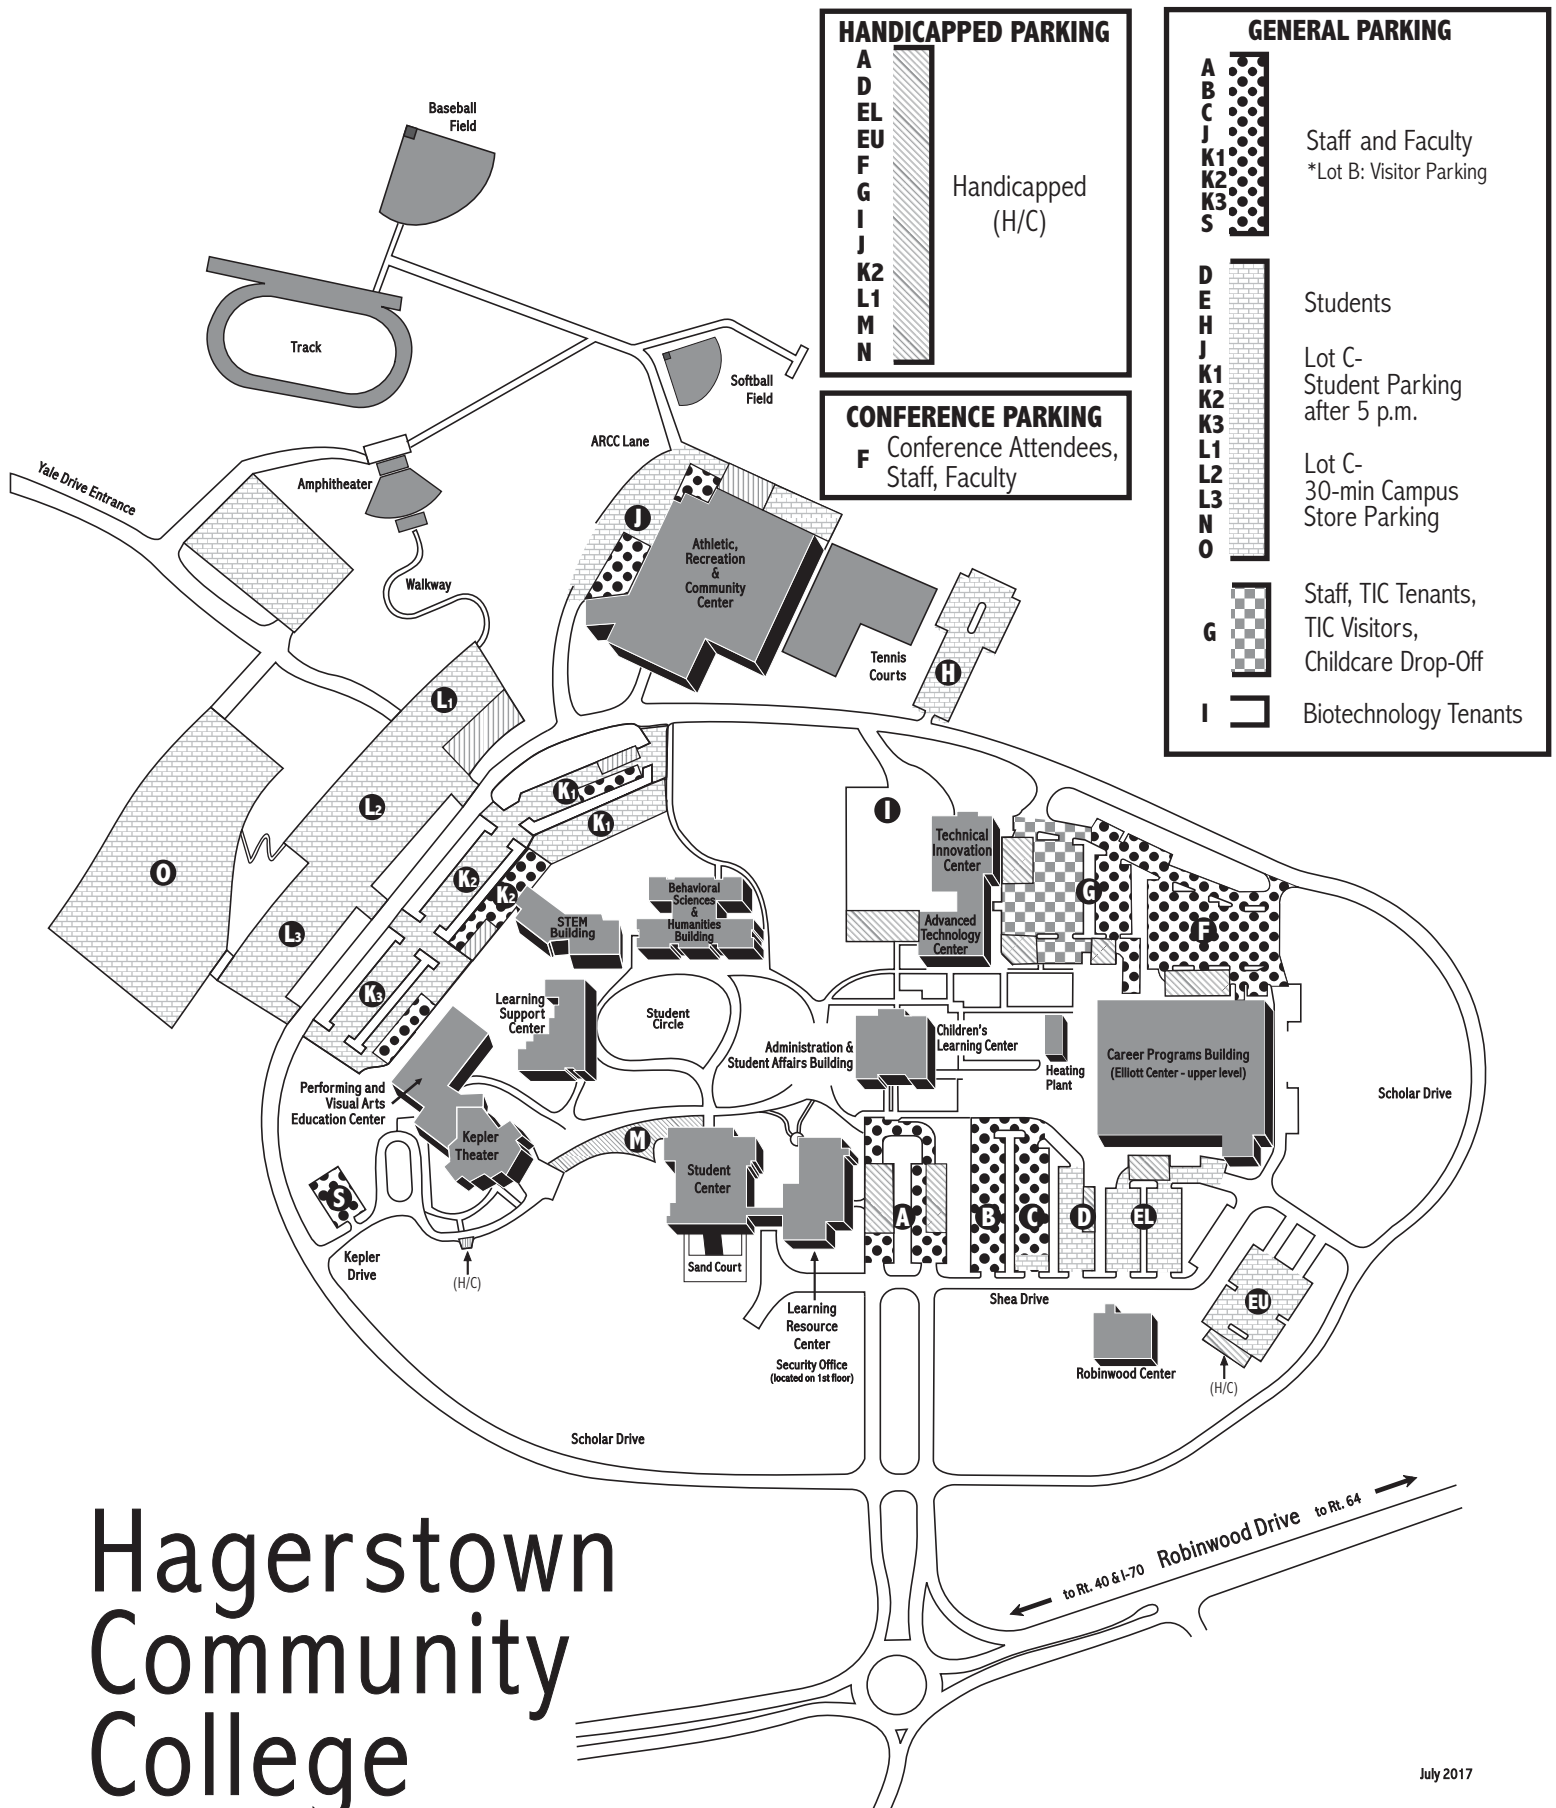 HANDICAPPED PARKING
A
D
EL
EU
F
G
I
J
K2
L1
M
N
Handicapped
(H/C)
CONFERENCE PARKING
F
Conference Attendees,
Staff, Faculty
GENERAL PARKING
A
B
C
J
K1
K2
K3
S
Staff and Faculty
*Lot B: Visitor Parking
D
E
H
J
K1
K2
K3
L1
L2
L3
N
O
Students
Lot C-
Student Parking
after 5 p.m.
Lot C-
30-min Campus
Store Parking
G
Staff, TIC Tenants,
TIC Visitors,
Childcare Drop-Off
I
Biotechnology Tenants
Baseball
Field
Track
Softball
Field
ARCC Lane
Yale Drive Entrance
Amphitheater
Walkway
J
Athletic,
Recreation
&
Community
Center
Tennis
Courts
H
L1
L2
L3
O
K1
K1
K2
K2
K3
I
Technical
Innovation
Center
Advanced
Technology
Center
G
F
STEM
Building
Behavioral
Sciences
&
Humanities
Building
Learning
Support
Center
Student
Circle
Administration &
Student Affairs Building
Children's
Learning Center
Heating
Plant
Career Programs Building
(Elliott Center - upper level)
Scholar Drive
Performing and
Visual Arts
Education Center
Kepler
Theater
M
Student
Center
S
A
B
C
D
EL
EU
Kepler
Drive
(H/C)
Sand Court
Learning
Resource
Center
Security Office
(located on 1st floor)
Shea Drive
Robinwood Center
(H/C)
Scholar Drive
to Rt. 40 & I-70 Robinwood Drive to Rt. 64
Hagerstown
Community
College
July 2017